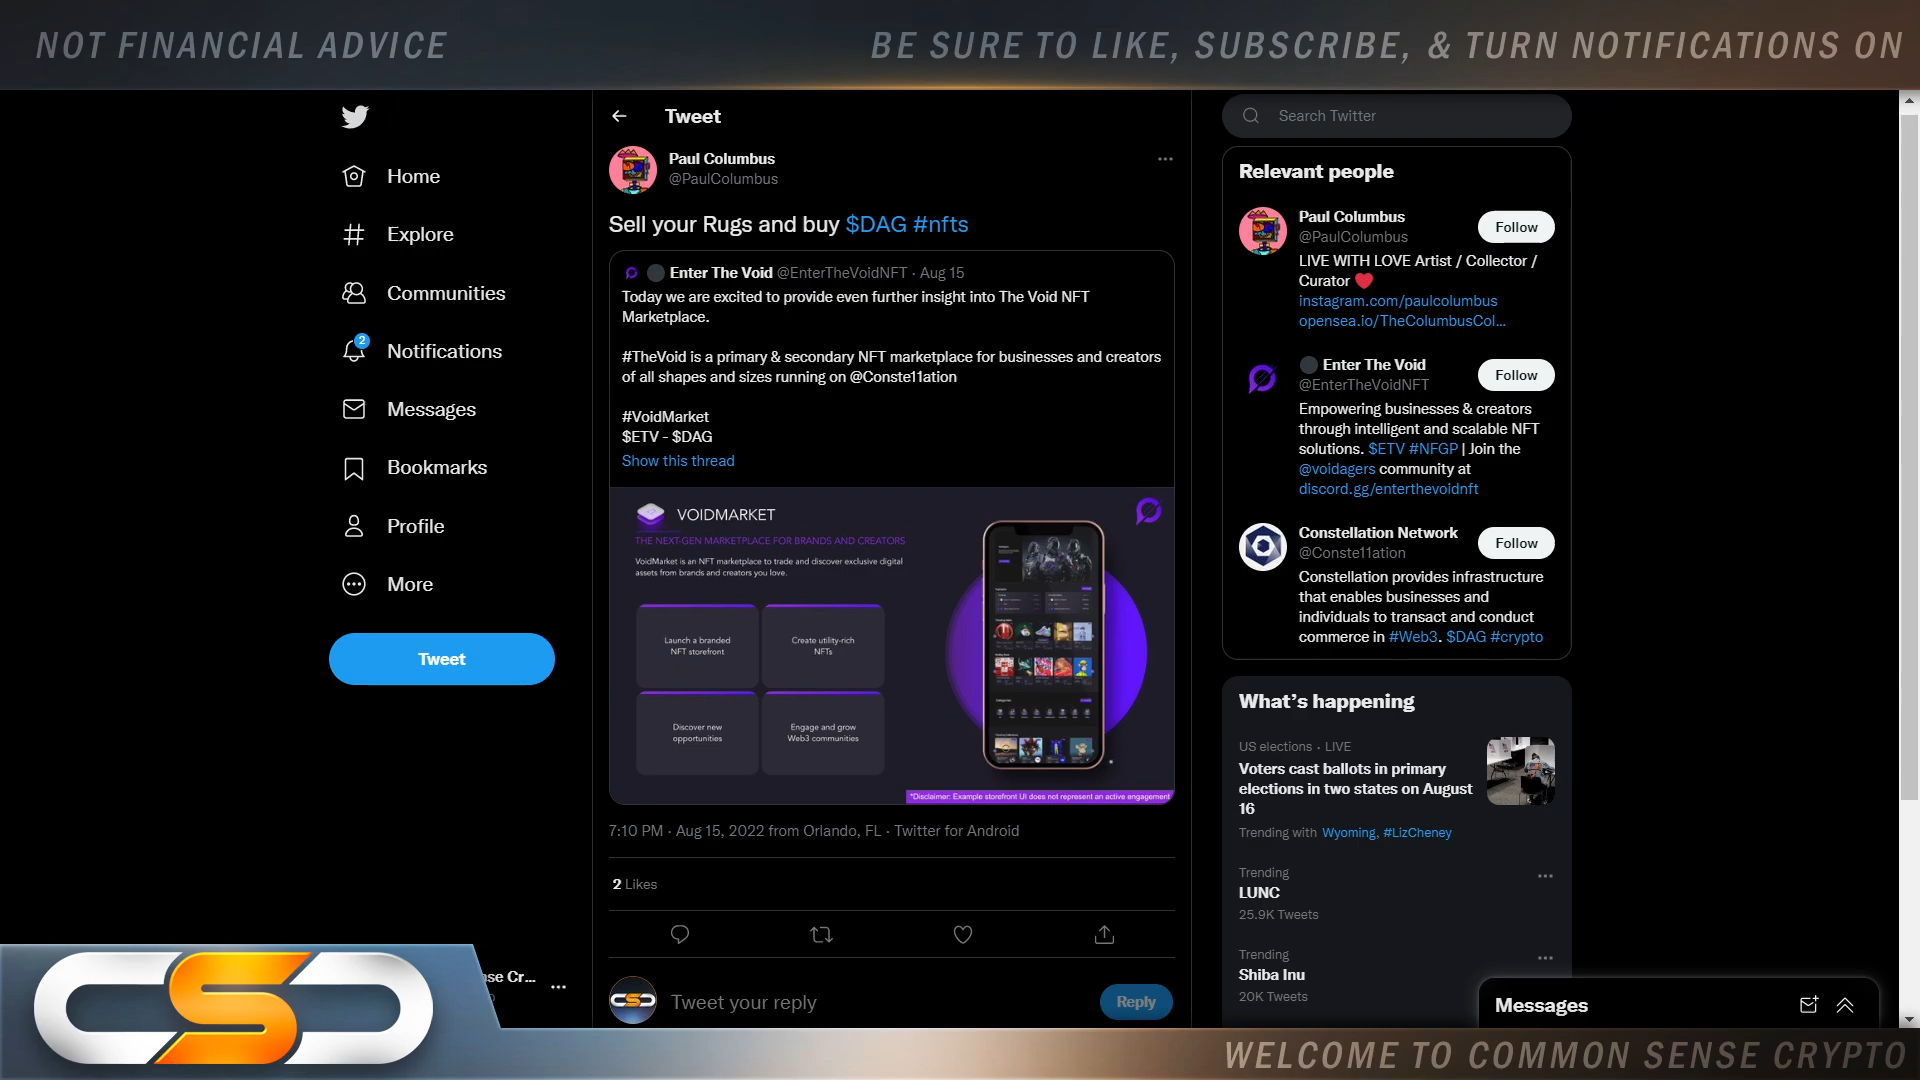 NOT FINANCIAL ADVICE
BE SURE TO LIKE, SUBSCRIBE, & TURN NOTIFICATIONS ON
Home
Explore
Communities
2
Notifications
Messages
Bookmarks
Profile
More
Tweet
Tweet
Paul Columbus
@PaulColumbus
Sell your Rugs and buy $DAG #nfts
Enter The Void @EnterTheVoidNFT · Aug 15
Today we are excited to provide even further insight into The Void NFT
Marketplace.
#TheVoid is a primary & secondary NFT marketplace for businesses and creators
of all shapes and sizes running on @Conste11ation
#VoidMarket
$ETV - $DAG
Show this thread
VOIDMARKET
THE NEXT-GEN MARKETPLACE FOR BRANDS AND CREATORS
VoidMarket is an NFT marketplace to trade and discover exclusive digital
assets from brands and creators you love.
Launch a branded
NFT storefront
Create utility-rich
NFTs
Discover new
opportunities
Engage and grow
Web3 communities
*Disclaimer: Example storefront UI does not represent an active engagement
7:10 PM · Aug 15, 2022 from Orlando, FL · Twitter for Android
2 Likes
Tweet your reply
Reply
Search Twitter
Relevant people
Paul Columbus
@PaulColumbus
Follow
LIVE WITH LOVE Artist / Collector /
Curator ❤️
instagram.com/paulcolumbus
opensea.io/TheColumbusCol...
Enter The Void
@EnterTheVoidNFT
Follow
Empowering businesses & creators
through intelligent and scalable NFT
solutions. $ETV #NFGP | Join the
@voidagers community at
discord.gg/enterthevoidnft
Constellation Network
@Conste11ation
Follow
Constellation provides infrastructure
that enables businesses and
individuals to transact and conduct
commerce in #Web3. $DAG #crypto
What's happening
US elections · LIVE
Voters cast ballots in primary
elections in two states on August
16
Trending with Wyoming, #LizCheney
Trending
LUNC
25.9K Tweets
Trending
Shiba Inu
20K Tweets
Messages
nse Cr...
CSC
WELCOME TO COMMON SENSE CRYPTO